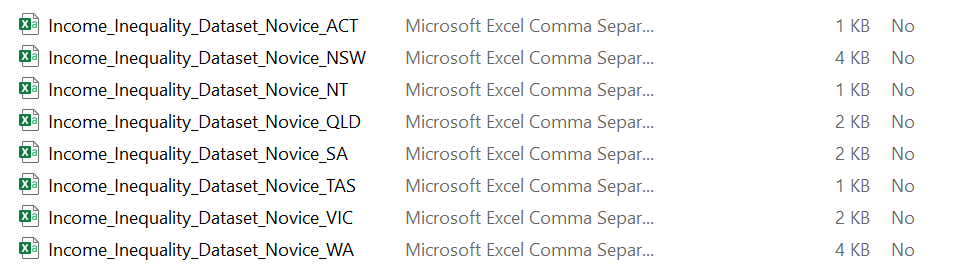 Income_Inequality_Dataset_Novice_ACT Microsoft Excel Comma Separ... 1 KB No
Income_Inequality_Dataset_Novice_NSW Microsoft Excel Comma Separ... 4 KB No
Income_Inequality_Dataset_Novice_NT Microsoft Excel Comma Separ... 1 KB No
Income_Inequality_Dataset_Novice_QLD Microsoft Excel Comma Separ... 2 KB No
Income_Inequality_Dataset_Novice_SA Microsoft Excel Comma Separ... 2 KB No
Income_Inequality_Dataset_Novice_TAS Microsoft Excel Comma Separ... 1 KB No
Income_Inequality_Dataset_Novice_VIC Microsoft Excel Comma Separ... 2 KB No
Income_Inequality_Dataset_Novice_WA Microsoft Excel Comma Separ... 4 KB No